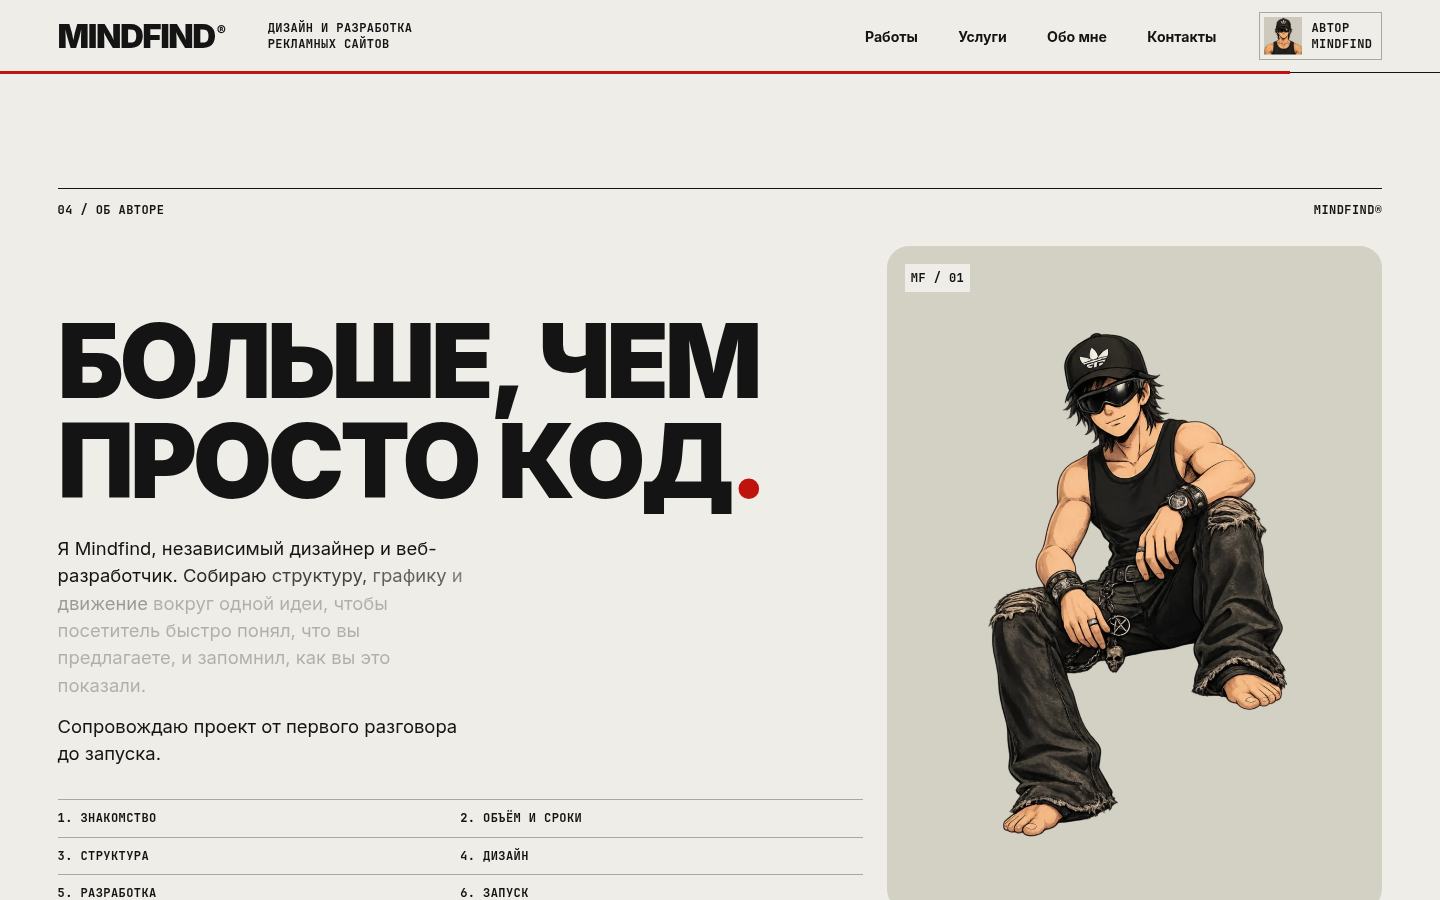 MINDFIND®
ДИЗАЙН И РАЗРАБОТКА
РЕКЛАМНЫХ САЙТОВ
Работы
Услуги
Обо мне
Контакты
АВТОР
MINDFIND
04 / ОБ АВТОРЕ
MINDFIND®
MF / 01
БОЛЬШЕ, ЧЕМ
ПРОСТО КОД.
Я Mindfind, независимый дизайнер и веб-
разработчик. Собираю структуру, графику и
движение вокруг одной идеи, чтобы
посетитель быстро понял, что вы
предлагаете, и запомнил, как вы это
показали.
Сопровождаю проект от первого разговора
до запуска.
1. ЗНАКОМСТВО
2. ОБЪЁМ И СРОКИ
3. СТРУКТУРА
4. ДИЗАЙН
5. РАЗРАБОТКА
6. ЗАПУСК